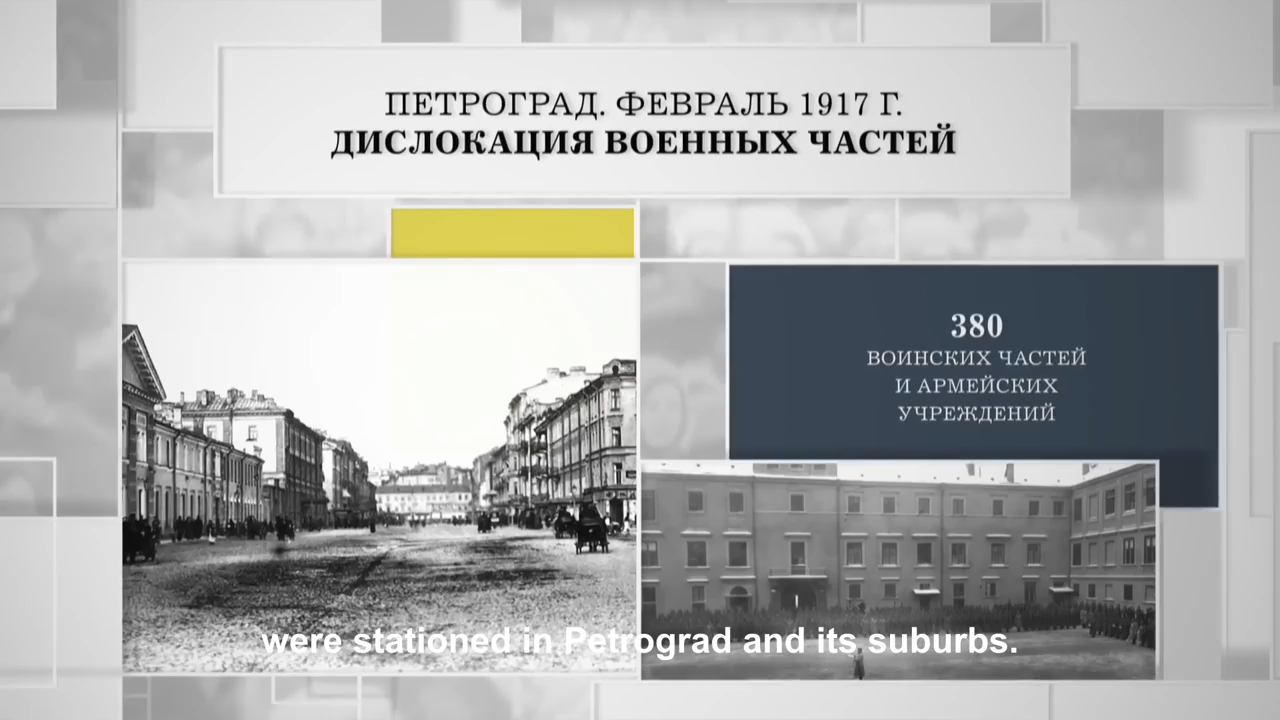 ПЕТРОГРАД. ФЕВРАЛЬ 1917 Г.
ДИСЛОКАЦИЯ ВОЕННЫХ ЧАСТЕЙ
380
ВОИНСКИХ ЧАСТЕЙ
И АРМЕЙСКИХ
УЧРЕЖДЕНИЙ
were stationed in Petrograd and its suburbs.